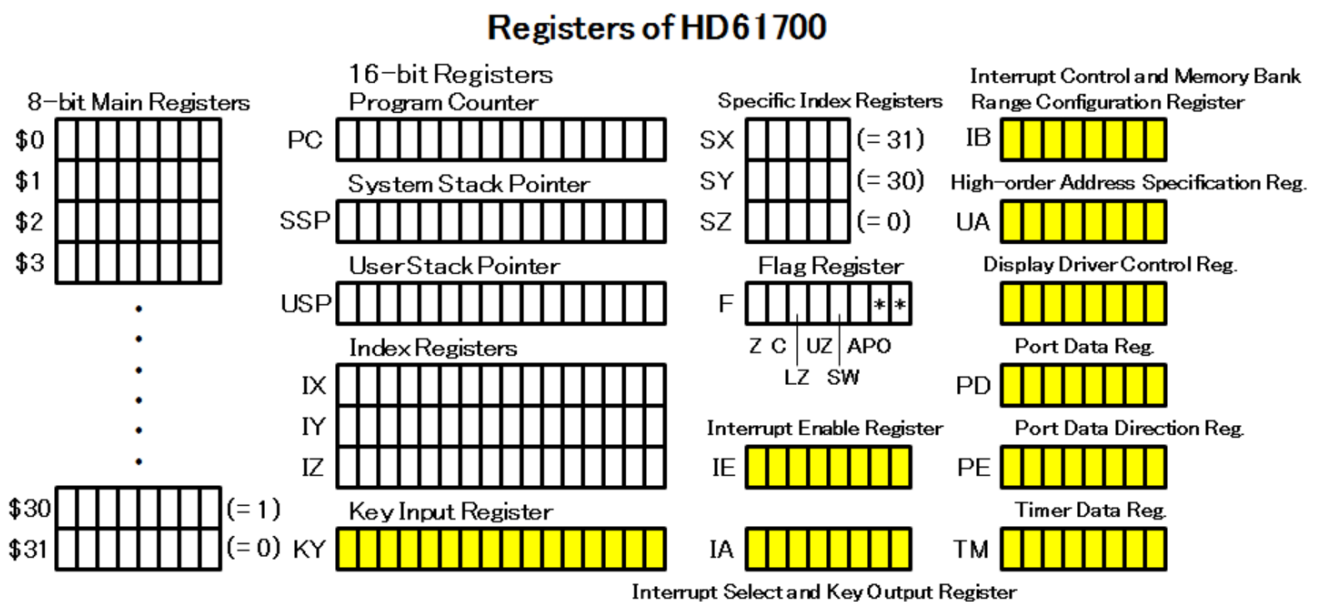 Registers of HD61700
8-bit Main Registers
$0
$1
$2
$3
$30 (= 1)
$31 (= 0)
16-bit Registers
Program Counter
PC
System Stack Pointer
SSP
User Stack Pointer
USP
Index Registers
IX
IY
IZ
Key Input Register
KY
Specific Index Registers
SX (= 31)
SY (= 30)
SZ (= 0)
Flag Register
F * *
Z C UZ APO
LZ SW
Interrupt Enable Register
IE
IA
Interrupt Select and Key Output Register
Interrupt Control and Memory Bank
Range Configuration Register
IB
High-order Address Specification Reg.
UA
Display Driver Control Reg.
Port Data Reg.
PD
Port Data Direction Reg.
PE
Timer Data Reg.
TM